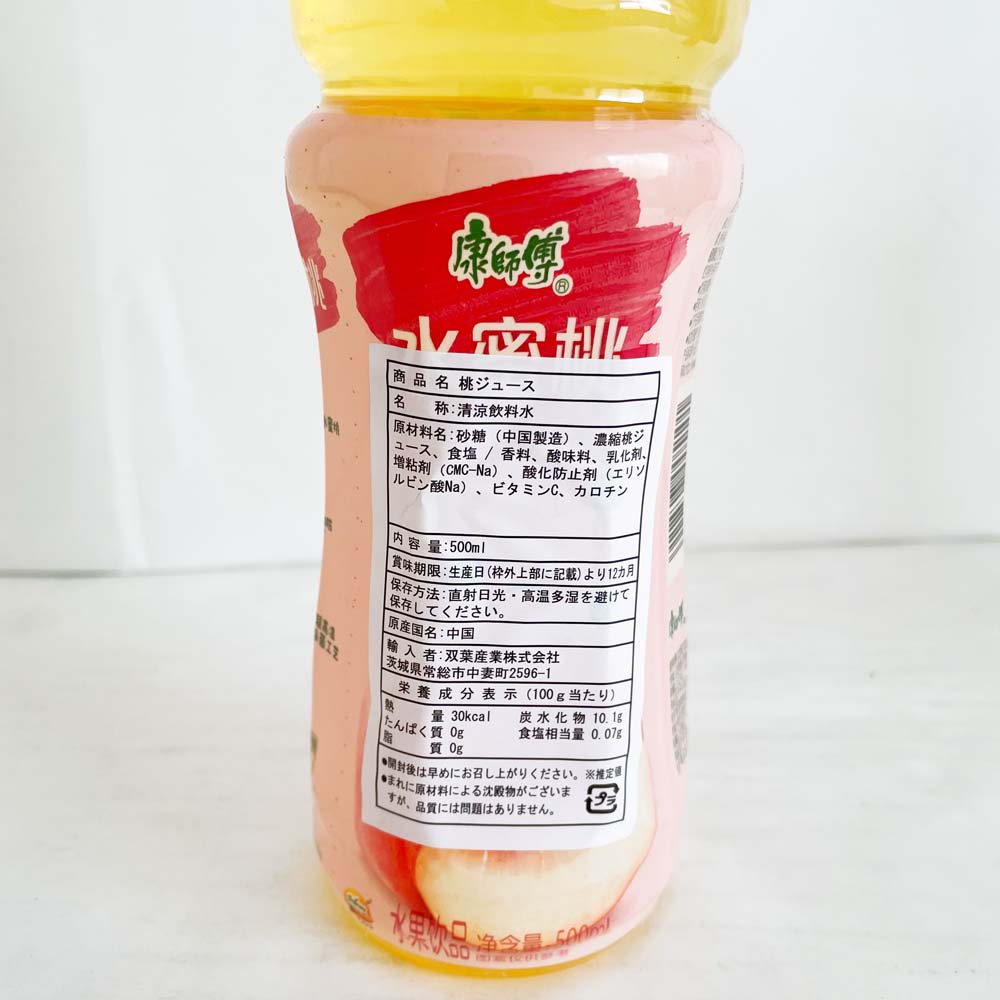 康師傅®
水蜜桃
桃
商品名 桃ジュース
名　称:清涼飲料水
原材料名:砂糖（中国製造）、濃縮桃ジ
ュース、食塩 / 香料、酸味料、乳化剤、
増粘剤（CMC-Na）、酸化防止剤（エリソ
ルビン酸Na）、ビタミンC、カロチン
内容量:500ml
賞味期限:生産日(枠外上部に記載)より12カ月
保存方法:直射日光・高温多湿を避けて
保存してください。
原産国名:中国
輸入者:双葉産業株式会社
茨城県常総市中妻町2596-1
栄養成分表示（100g当たり）
熱　量 30kcal　炭水化物 10.1g
たんぱく質 0g　食塩相当量 0.07g
脂　質 0g
●開封後は早めにお召し上がりください。※推定値
●まれに原材料による沈殿物がございま
すが、品質には問題はありません。
プラ
水果饮品 净含量 500ml
图案仅供参考